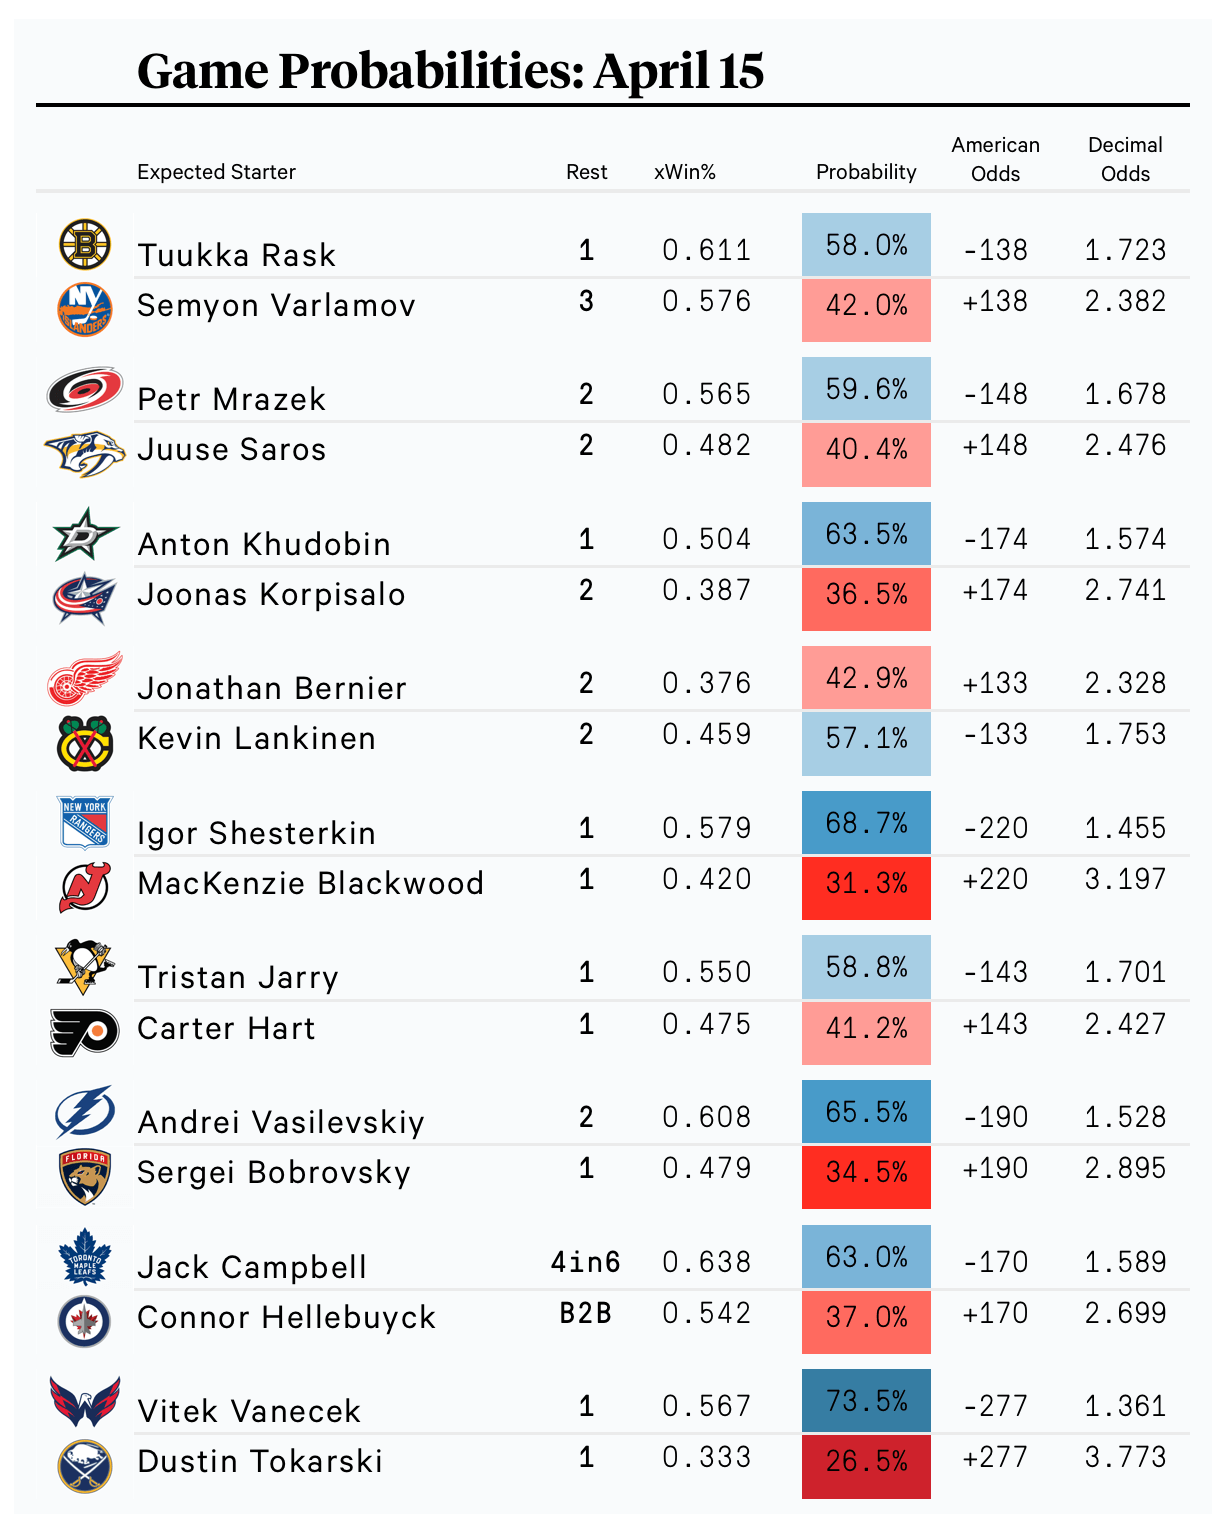 Game Probabilities: April 15
Expected Starter Rest xWin% Probability American Odds Decimal Odds
Tuukka Rask 1 0.611 58.0% -138 1.723
NY ISLANDERS Semyon Varlamov 3 0.576 42.0% +138 2.382
Petr Mrazek 2 0.565 59.6% -148 1.678
Juuse Saros 2 0.482 40.4% +148 2.476
Anton Khudobin 1 0.504 63.5% -174 1.574
Joonas Korpisalo 2 0.387 36.5% +174 2.741
Jonathan Bernier 2 0.376 42.9% +133 2.328
Kevin Lankinen 2 0.459 57.1% -133 1.753
NEW YORK RANGERS Igor Shesterkin 1 0.579 68.7% -220 1.455
MacKenzie Blackwood 1 0.420 31.3% +220 3.197
Tristan Jarry 1 0.550 58.8% -143 1.701
Carter Hart 1 0.475 41.2% +143 2.427
Andrei Vasilevskiy 2 0.608 65.5% -190 1.528
FLORIDA Sergei Bobrovsky 1 0.479 34.5% +190 2.895
TORONTO MAPLE LEAFS Jack Campbell 4in6 0.638 63.0% -170 1.589
Connor Hellebuyck B2B 0.542 37.0% +170 2.699
Vitek Vanecek 1 0.567 73.5% -277 1.361
Dustin Tokarski 1 0.333 26.5% +277 3.773